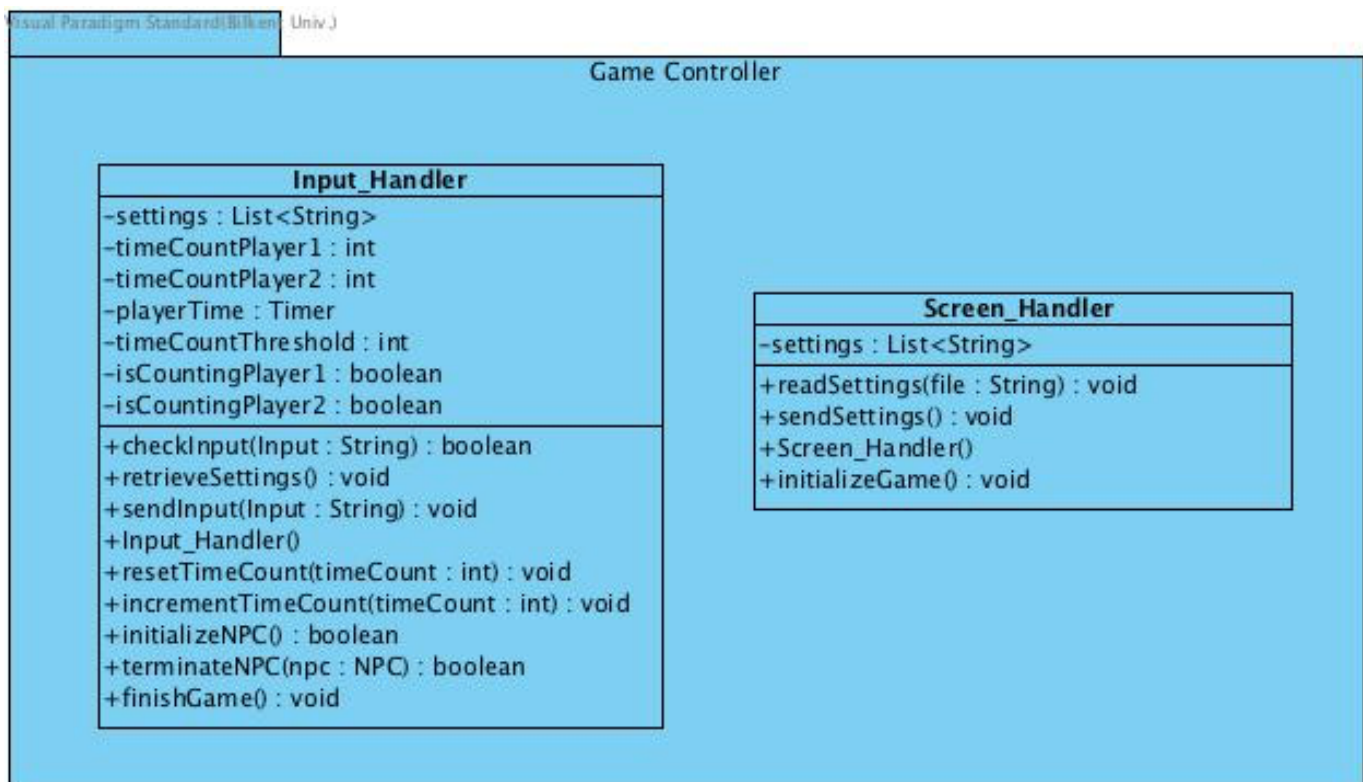 Visual Paradigm Standard(Bilkent Univ.)
Game Controller
Input_Handler
-settings : List<String>
-timeCountPlayer1 : int
-timeCountPlayer2 : int
-playerTime : Timer
-timeCountThreshold : int
-isCountingPlayer1 : boolean
-isCountingPlayer2 : boolean
+checkInput(Input : String) : boolean
+retrieveSettings() : void
+sendInput(Input : String) : void
+Input_Handler()
+resetTimeCount(timeCount : int) : void
+incrementTimeCount(timeCount : int) : void
+initializeNPC() : boolean
+terminateNPC(npc : NPC) : boolean
+finishGame() : void
Screen_Handler
-settings : List<String>
+readSettings(file : String) : void
+sendSettings() : void
+Screen_Handler()
+initializeGame() : void